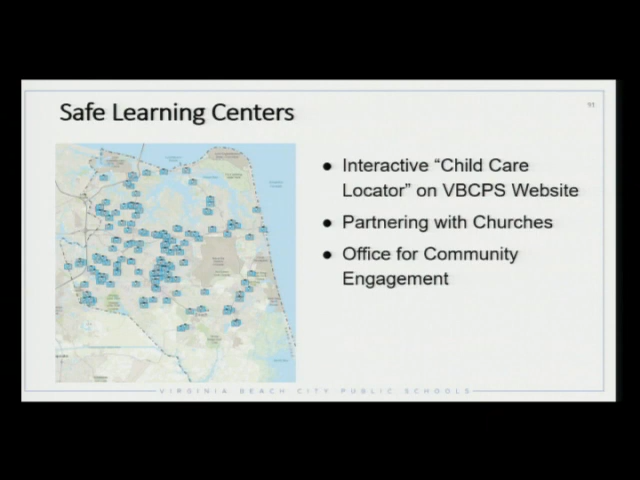 Safe Learning Centers
● Interactive “Child Care
Locator” on VBCPS Website
● Partnering with Churches
● Office for Community
Engagement
VIRGINIA BEACH CITY PUBLIC SCHOOLS